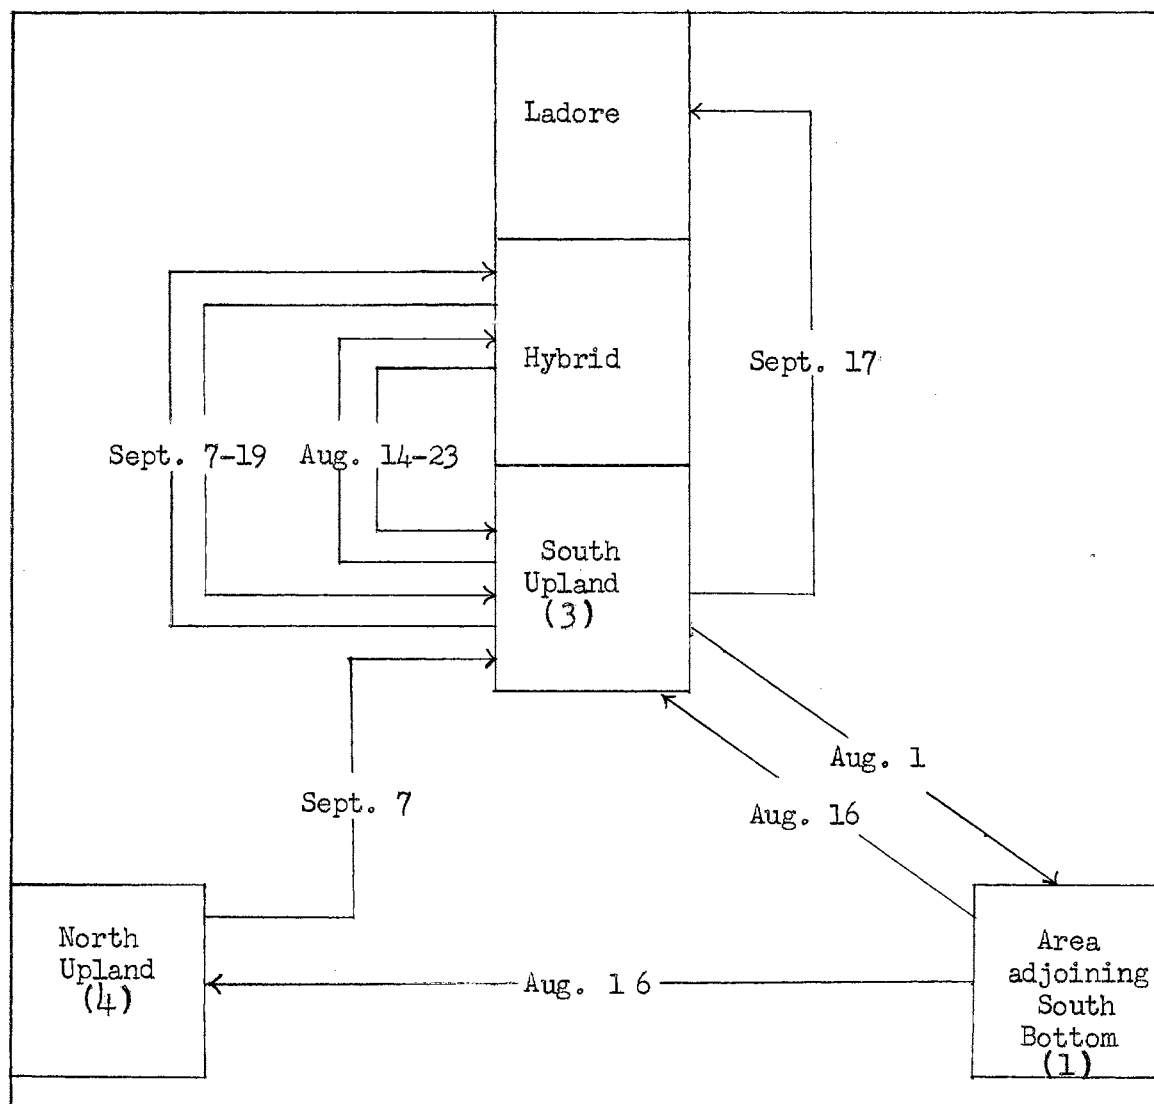 Ladore
Hybrid
Sept. 17
Sept. 7-19
Aug. 14-23
South
Upland
(3)
Aug. 1
Aug. 16
Sept. 7
North
Upland
(4)
Aug. 1 6
Area
adjoining
South
Bottom
(1)